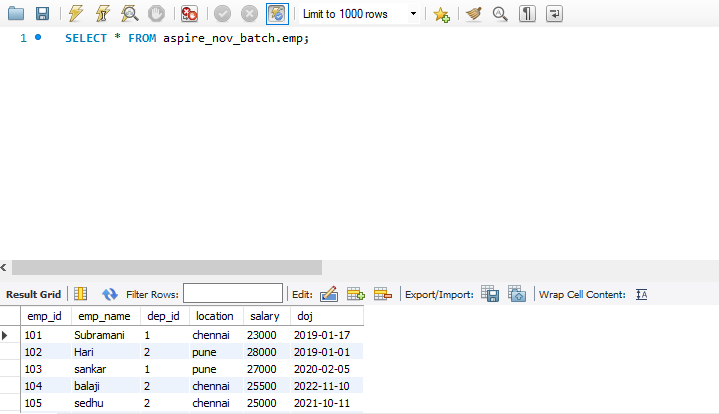 Limit to 1000 rows
1 SELECT * FROM aspire_nov_batch.emp;
Result Grid Filter Rows: Edit: Export/Import: Wrap Cell Content: IA
emp_id emp_name dep_id location salary doj
101 Subramani 1 chennai 23000 2019-01-17
102 Hari 2 pune 28000 2019-01-01
103 sankar 1 pune 27000 2020-02-05
104 balaji 2 chennai 25500 2022-11-10
105 sedhu 2 chennai 25000 2021-10-11